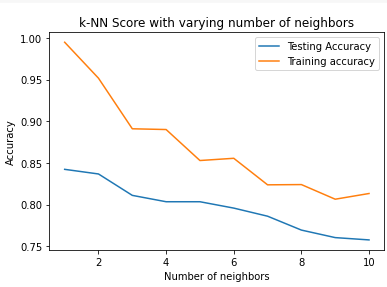 k-NN Score with varying number of neighbors
1.00
0.95
0.90
0.85
0.80
0.75
Accuracy
Testing Accuracy
Training accuracy
2 4 6 8 10
Number of neighbors